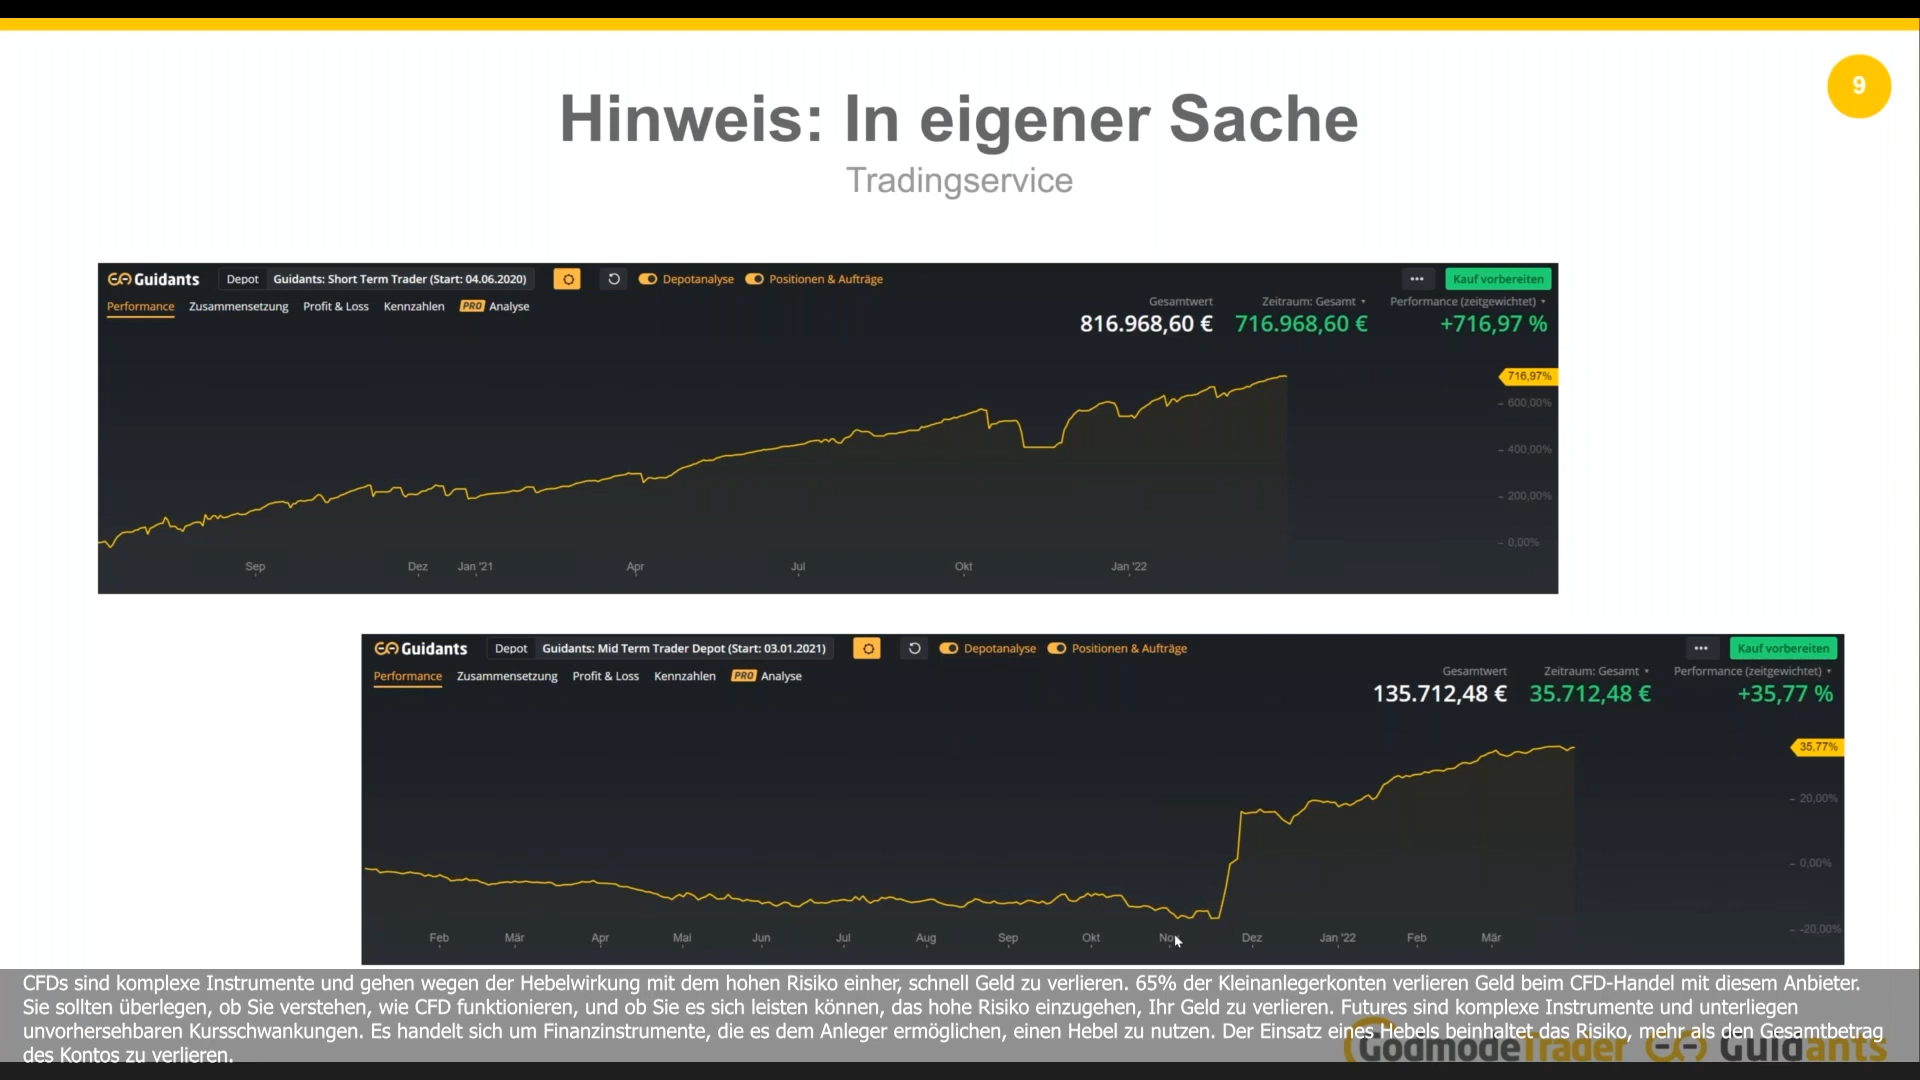 9
Hinweis: In eigener Sache
Tradingservice
Guidants Depot Guidants: Short Term Trader (Start: 04.06.2020) Depotanalyse Positionen & Aufträge ••• Kauf vorbereiten
Performance Zusammensetzung Profit & Loss Kennzahlen PRO Analyse
Gesamtwert Zeitraum: Gesamt Performance (zeitgewichtet)
816.968,60 € 716.968,60 € +716,97 %
716,97%
600,00%
400,00%
200,00%
0,00%
Sep Dez Jan '21 Apr Jul Okt Jan '22
Guidants Depot Guidants: Mid Term Trader Depot (Start: 03.01.2021) Depotanalyse Positionen & Aufträge ••• Kauf vorbereiten
Performance Zusammensetzung Profit & Loss Kennzahlen PRO Analyse
Gesamtwert Zeitraum: Gesamt Performance (zeitgewichtet)
135.712,48 € 35.712,48 € +35,77 %
35,77%
20,00%
0,00%
-20,00%
Feb Mär Apr Mai Jun Jul Aug Sep Okt Nov Dez Jan '22 Feb Mär
CFDs sind komplexe Instrumente und gehen wegen der Hebelwirkung mit dem hohen Risiko einher, schnell Geld zu verlieren. 65% der Kleinanlegerkonten verlieren Geld beim CFD-Handel mit diesem Anbieter.
Sie sollten überlegen, ob Sie verstehen, wie CFD funktionieren, und ob Sie es sich leisten können, das hohe Risiko einzugehen, Ihr Geld zu verlieren. Futures sind komplexe Instrumente und unterliegen
unvorhersehbaren Kursschwankungen. Es handelt sich um Finanzinstrumente, die es dem Anleger ermöglichen, einen Hebel zu nutzen. Der Einsatz eines Hebels beinhaltet das Risiko, mehr als den Gesamtbetrag
des Kontos zu verlieren.
GodmodeTrader Guidants